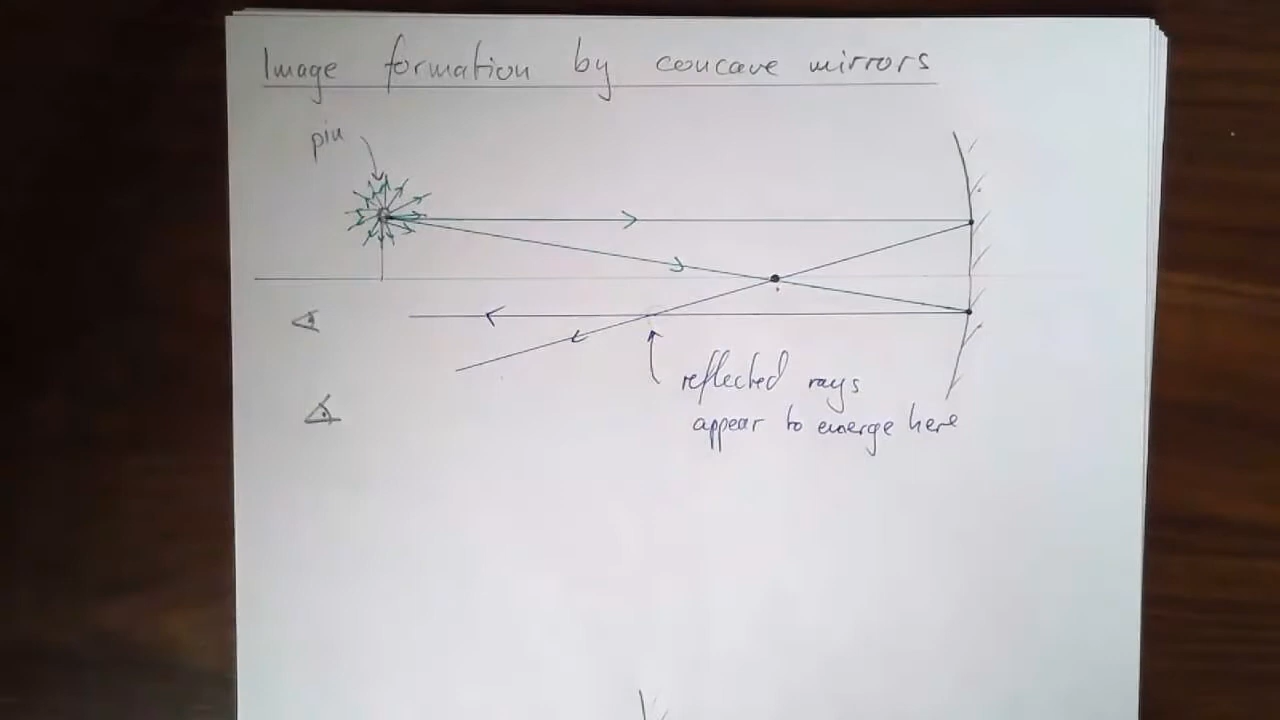 Image formation by concave mirrors
pin
reflected rays
appear to emerge here